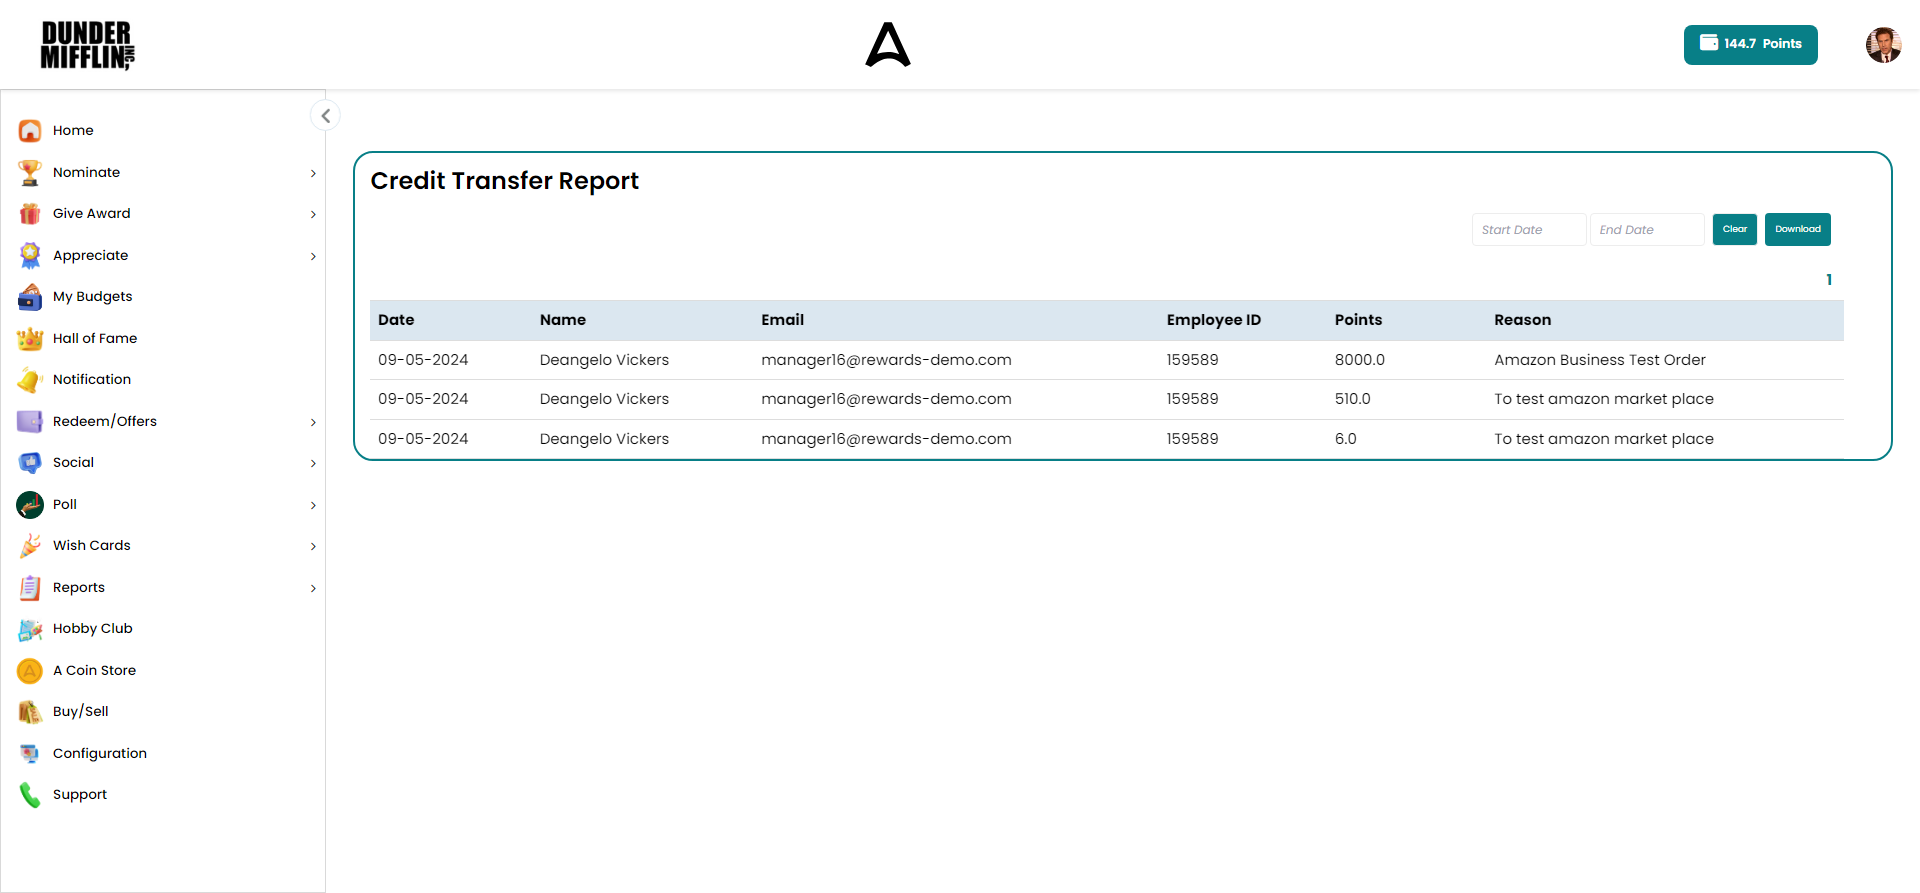 DUNDER
MIFFLIN INC,
144.7 Points
Home
Nominate
Give Award
Appreciate
My Budgets
Hall of Fame
Notification
Redeem/Offers
Social
Poll
Wish Cards
Reports
Hobby Club
A Coin Store
Buy/Sell
Configuration
Support
Credit Transfer Report
Start Date End Date Clear Download
1
Date Name Email Employee ID Points Reason
09-05-2024 Deangelo Vickers manager16@rewards-demo.com 159589 8000.0 Amazon Business Test Order
09-05-2024 Deangelo Vickers manager16@rewards-demo.com 159589 510.0 To test amazon market place
09-05-2024 Deangelo Vickers manager16@rewards-demo.com 159589 6.0 To test amazon market place